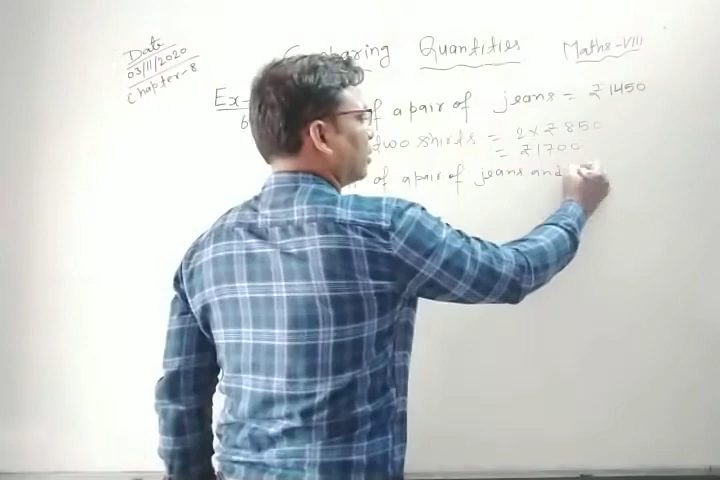 Date
03/11/2020
Chapter-8
Comparing Quantities
Maths-VIII
Ex-
of a pair of jeans = ₹1450
two shirts = 2 × ₹850
= ₹1700
of a pair of jeans and